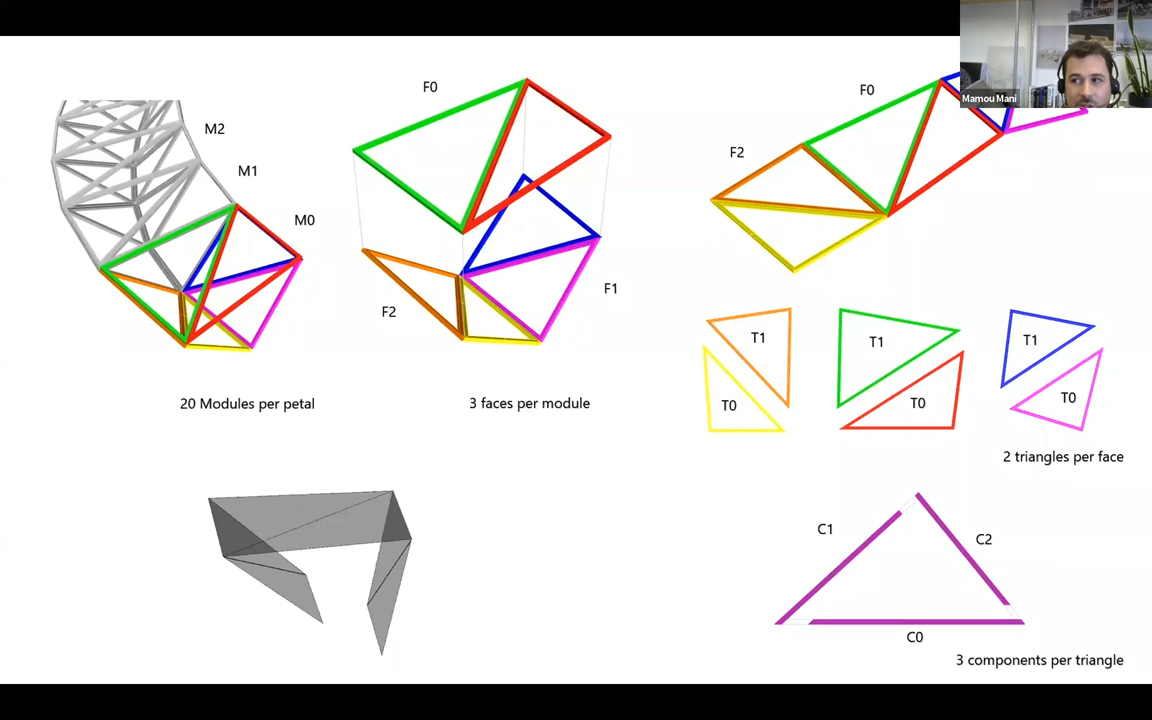 Mamou Mani
M2
M1
M0
20 Modules per petal
F0
F1
F2
3 faces per module
F0
F2
T1
T0
T1
T0
T1
T0
2 triangles per face
C1
C2
C0
3 components per triangle